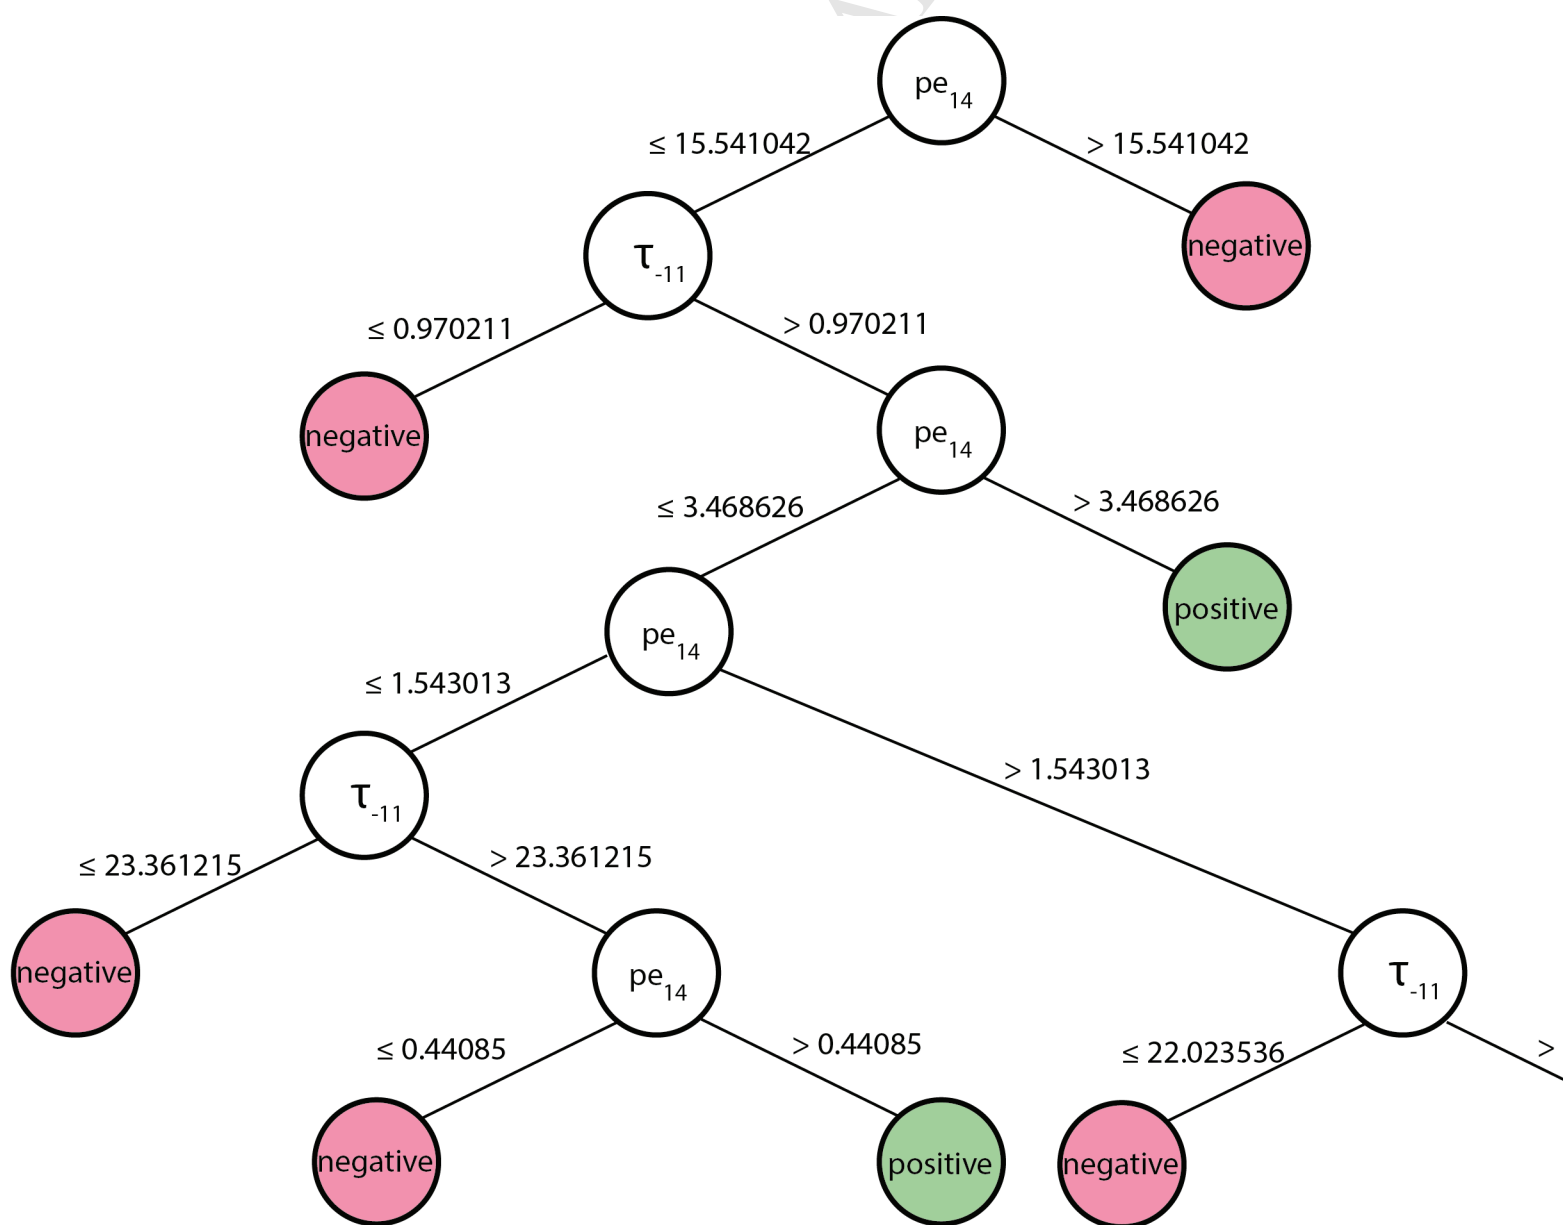 pe14
≤ 15.541042
> 15.541042
τ-11
negative
≤ 0.970211
> 0.970211
negative
pe14
≤ 3.468626
> 3.468626
pe14
positive
≤ 1.543013
> 1.543013
τ-11
≤ 23.361215
> 23.361215
negative
pe14
τ-11
≤ 0.44085
> 0.44085
≤ 22.023536
>
negative
positive
negative